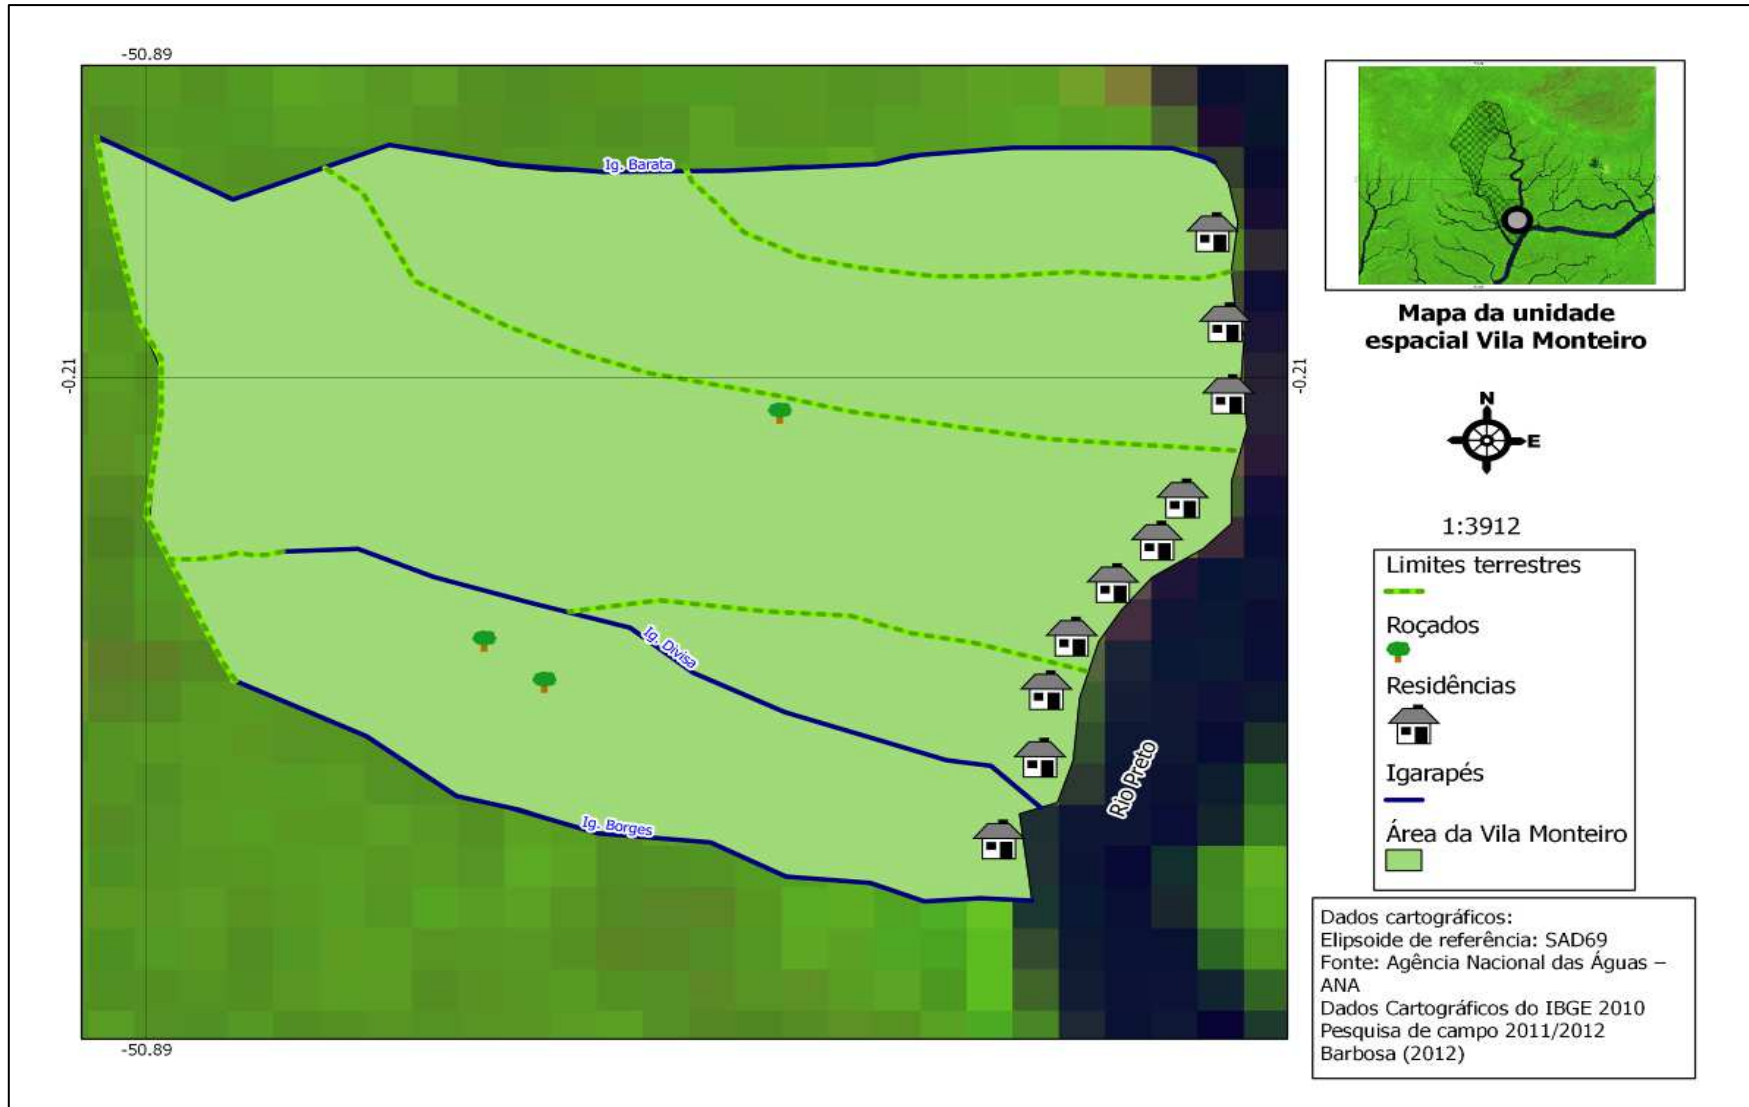 -50.89
Ig. Barata
-0.21
-0.21
Ig. Divisa
Ig. Borges
Rio Preto
-50.89
Mapa da unidade
espacial Vila Monteiro
N
E
1:3912
Limites terrestres
Roçados
Residências
Igarapés
Área da Vila Monteiro
Dados cartográficos:
Elipsoide de referência: SAD69
Fonte: Agência Nacional das Águas –
ANA
Dados Cartográficos do IBGE 2010
Pesquisa de campo 2011/2012
Barbosa (2012)